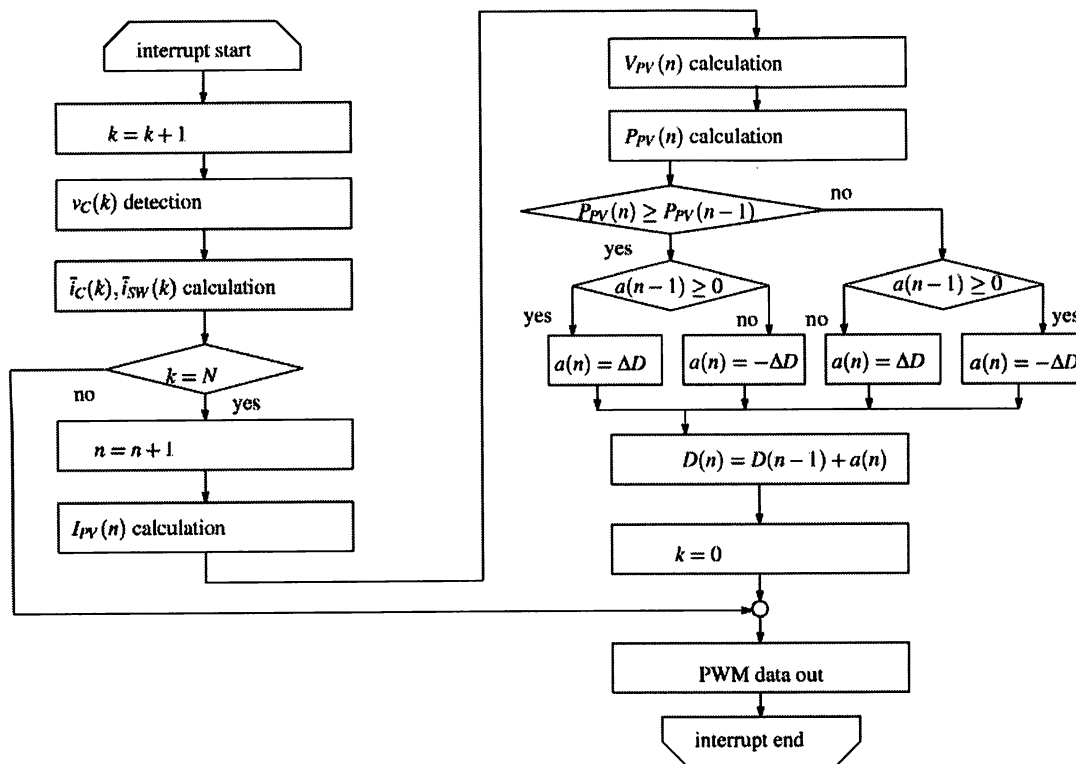 interrupt start
k = k + 1
v_C(k) detection
ī_C(k), ī_SW(k) calculation
k = N
no
yes
n = n + 1
I_PV(n) calculation
V_PV(n) calculation
P_PV(n) calculation
P_PV(n) ≥ P_PV(n−1)
no
yes
a(n−1) ≥ 0
a(n−1) ≥ 0
yes
no
no
yes
a(n) = ΔD
a(n) = −ΔD
a(n) = ΔD
a(n) = −ΔD
D(n) = D(n−1) + a(n)
k = 0
PWM data out
interrupt end